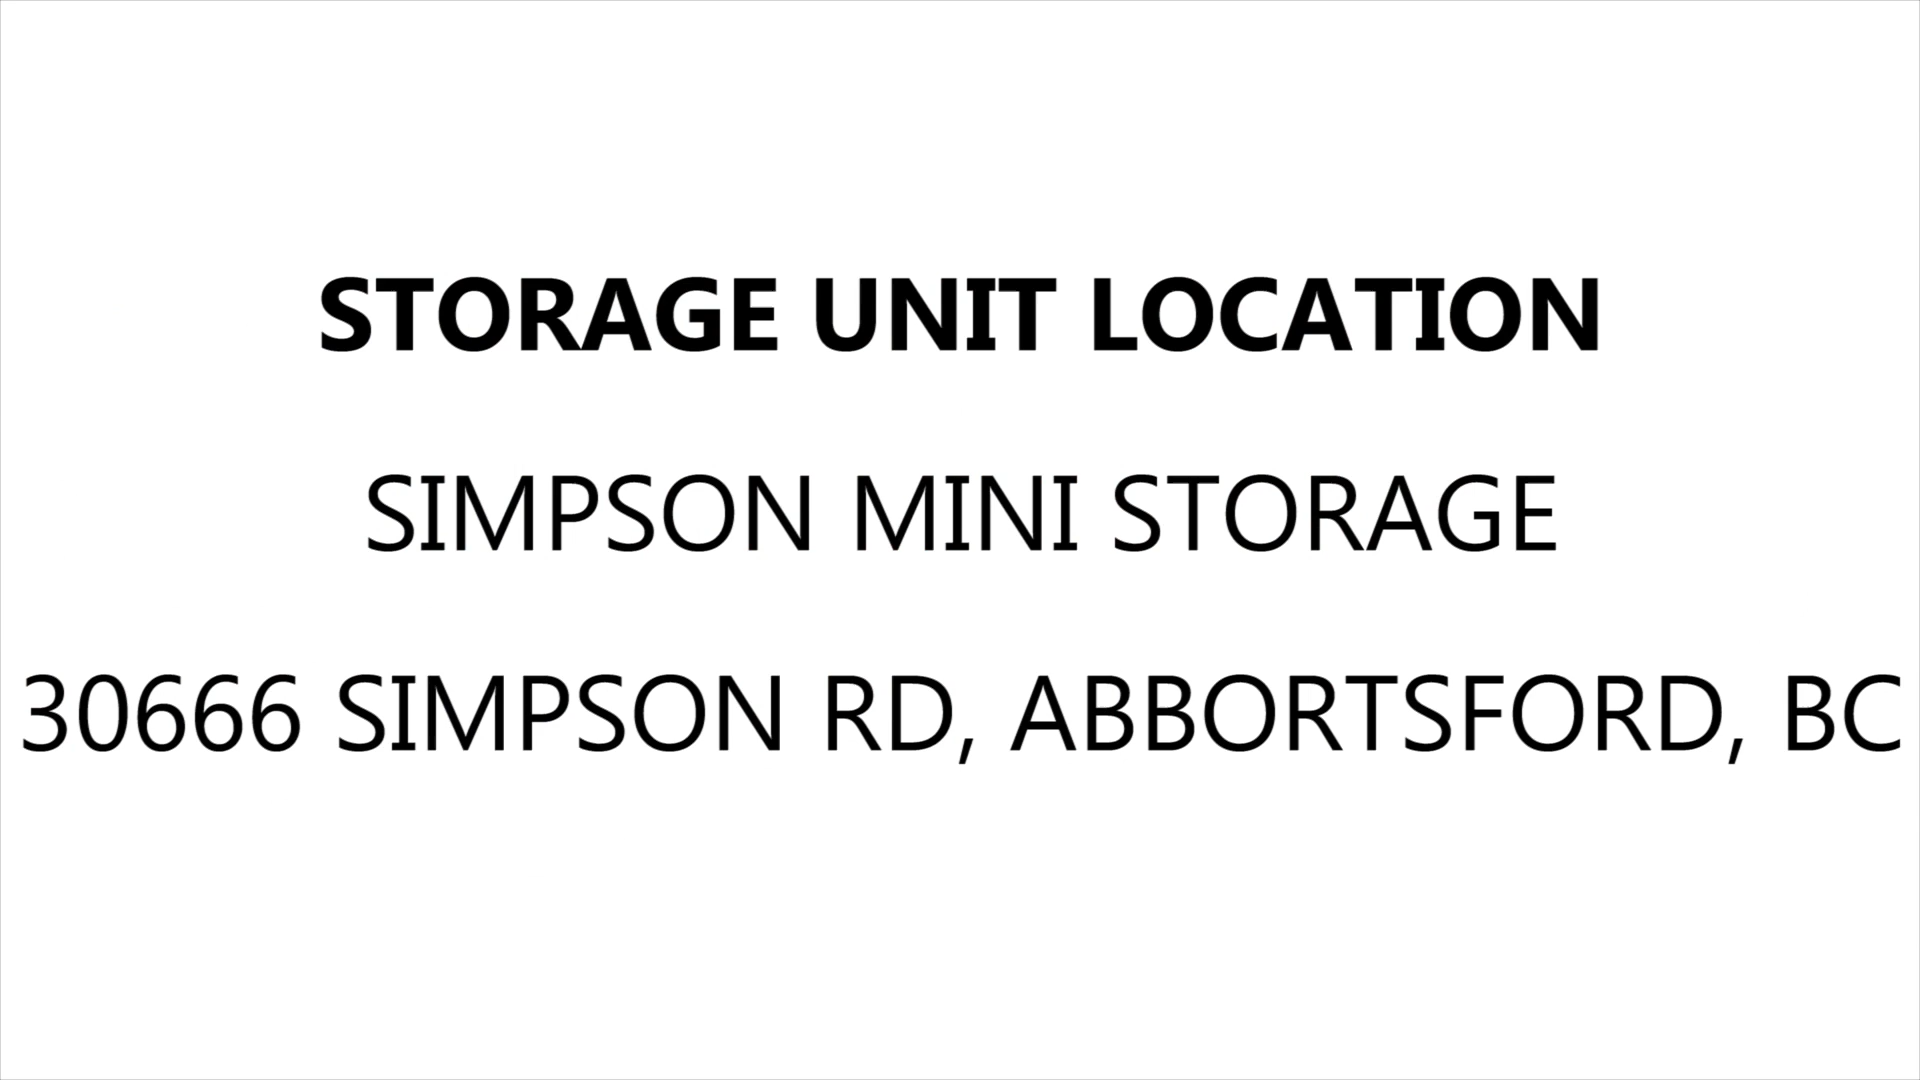 STORAGE UNIT LOCATION
SIMPSON MINI STORAGE
30666 SIMPSON RD, ABBORTSFORD, BC